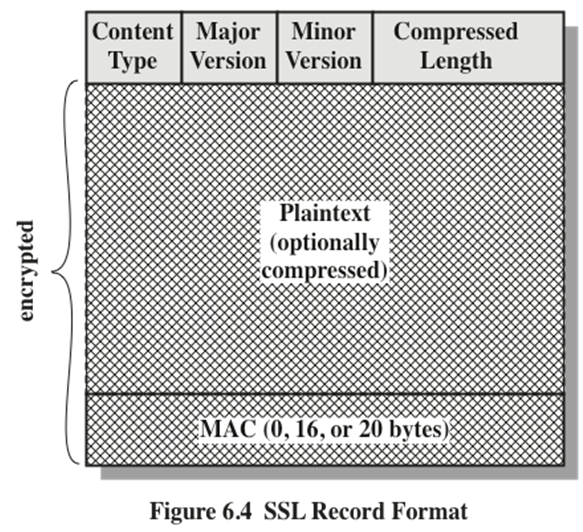 Content Type
Major Version
Minor Version
Compressed Length
encrypted
Plaintext
(optionally
compressed)
MAC (0, 16, or 20 bytes)
Figure 6.4 SSL Record Format